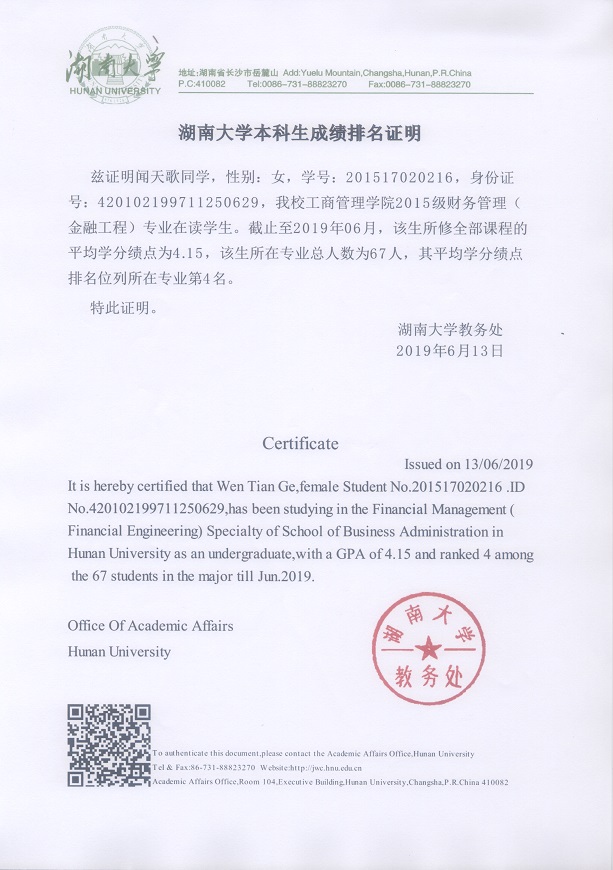 湖南大学
HUNAN UNIVERSITY
地址:湖南省长沙市岳麓山 Add:Yuelu Mountain,Changsha,Hunan,P.R.China
P.C:410082 Tel:0086-731-88823270 Fax:0086-731-88823270
湖南大学本科生成绩排名证明
兹证明闻天歌同学，性别：女，学号：201517020216，身份证
号：420102199711250629，我校工商管理学院2015级财务管理（
金融工程）专业在读学生。截止至2019年06月，该生所修全部课程的
平均学分绩点为4.15，该生所在专业总人数为67人，其平均学分绩点
排名位列所在专业第4名。
特此证明。
湖南大学教务处
2019年6月13日
Certificate
Issued on 13/06/2019
It is hereby certified that Wen Tian Ge,female Student No.201517020216 .ID
No.420102199711250629,has been studying in the Financial Management (
Financial Engineering) Specialty of School of Business Administration in
Hunan University as an undergraduate,with a GPA of 4.15 and ranked 4 among
the 67 students in the major till Jun.2019.
Office Of Academic Affairs
Hunan University
湖南大学
教务处
To authenticate this document,please contact the Academic Affairs Office,Hunan University
Tel & Fax:86-731-88823270 Website:http://jwc.hnu.edu.cn
Academic Affairs Office,Room 104,Executive Building,Hunan University,Changsha,P.R.China 410082